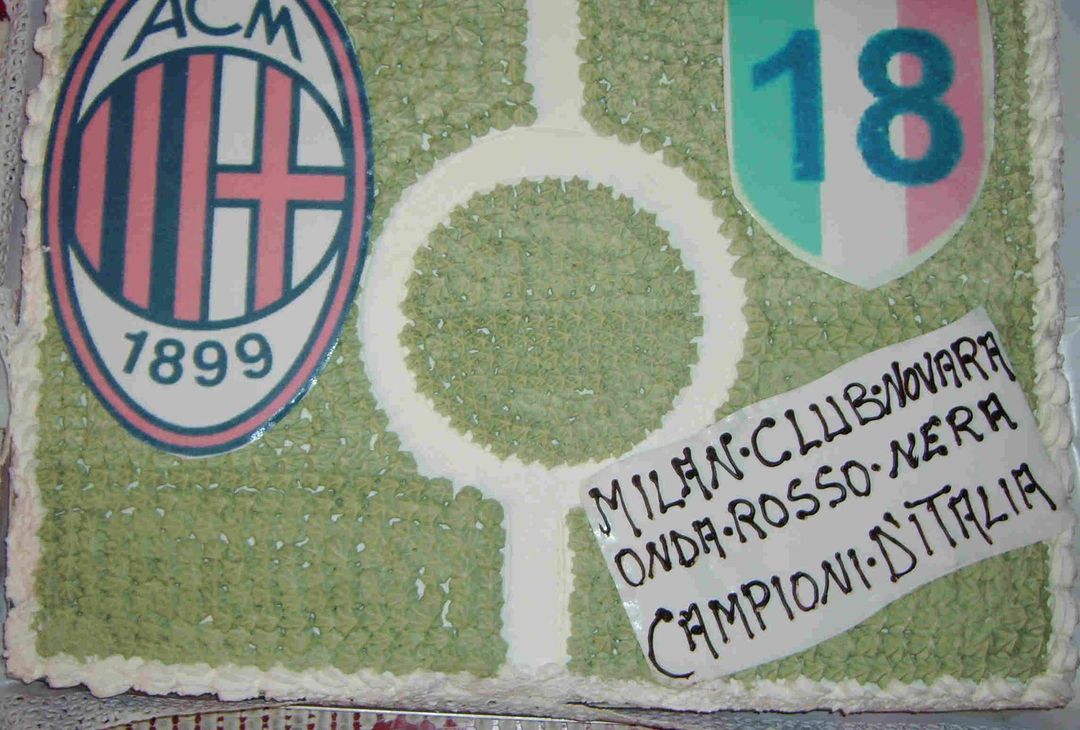 ACM
1899
18
MILAN·CLUB·NOVARA
ONDA·ROSSO·NERA
CAMPIONI·D'ITALIA